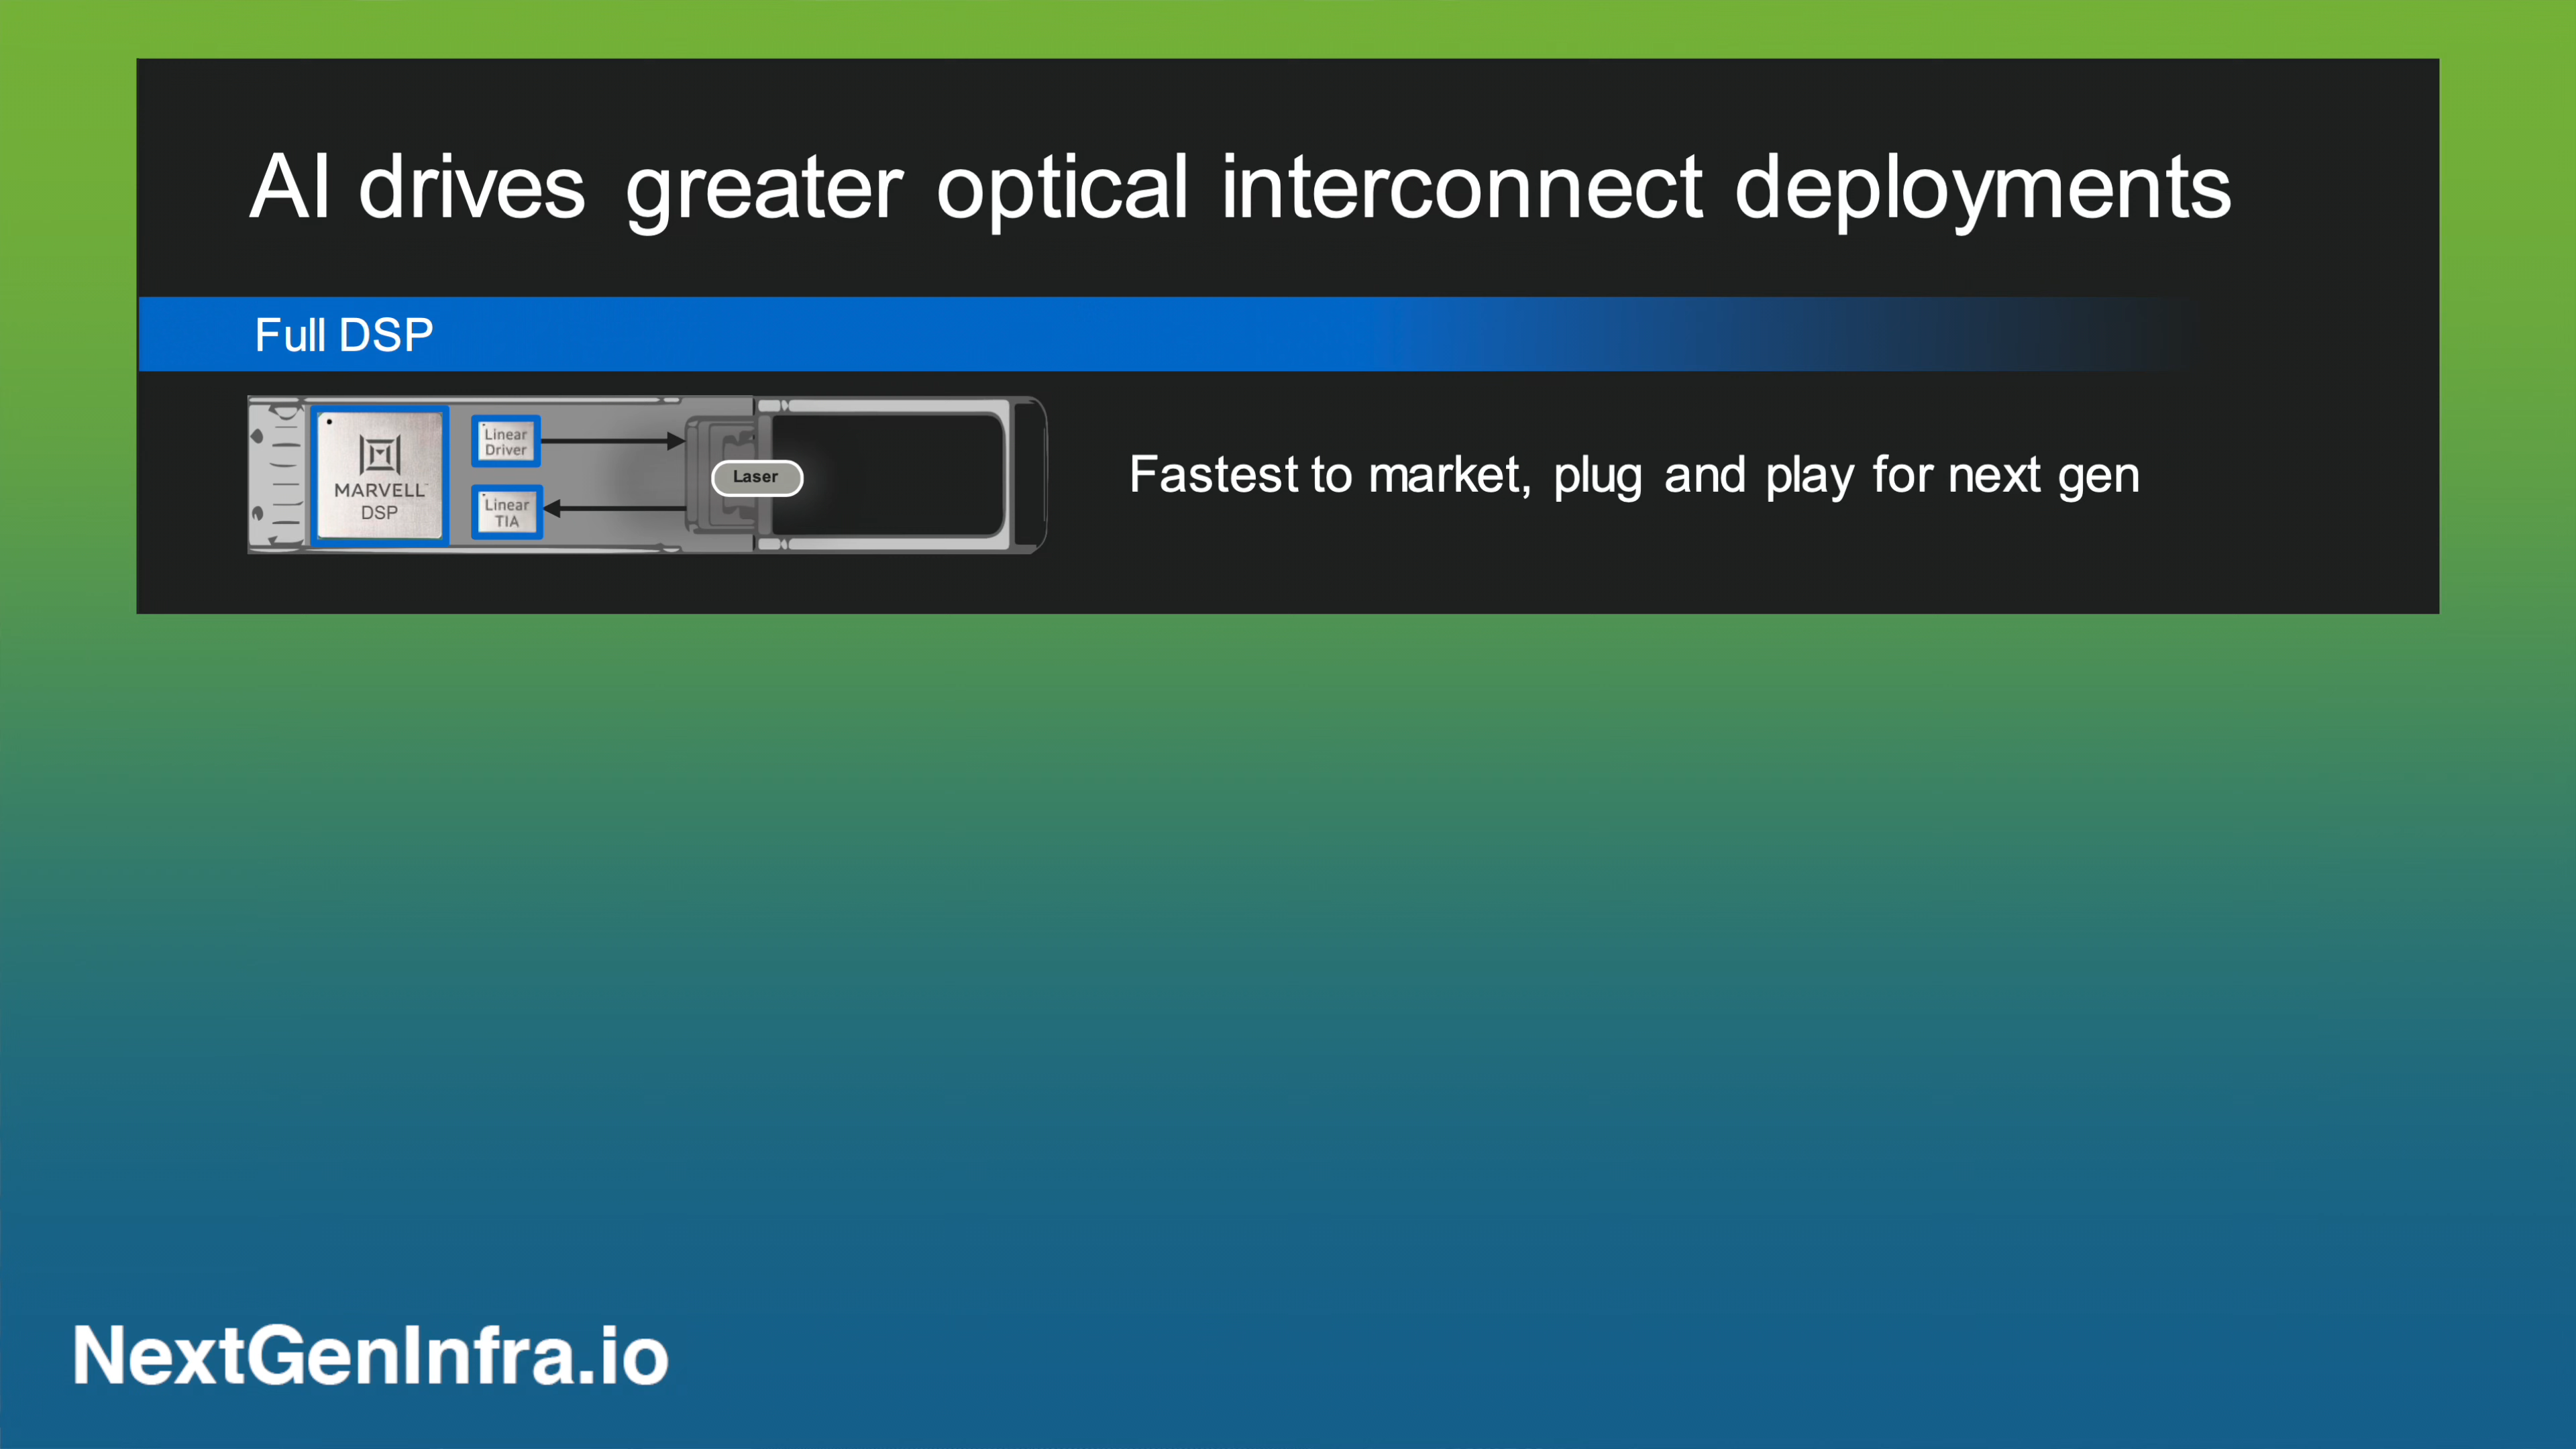 AI drives greater optical interconnect deployments
Full DSP
MARVELL™
DSP
Linear
Driver
Linear
TIA
Laser
Fastest to market, plug and play for next gen
NextGenInfra.io